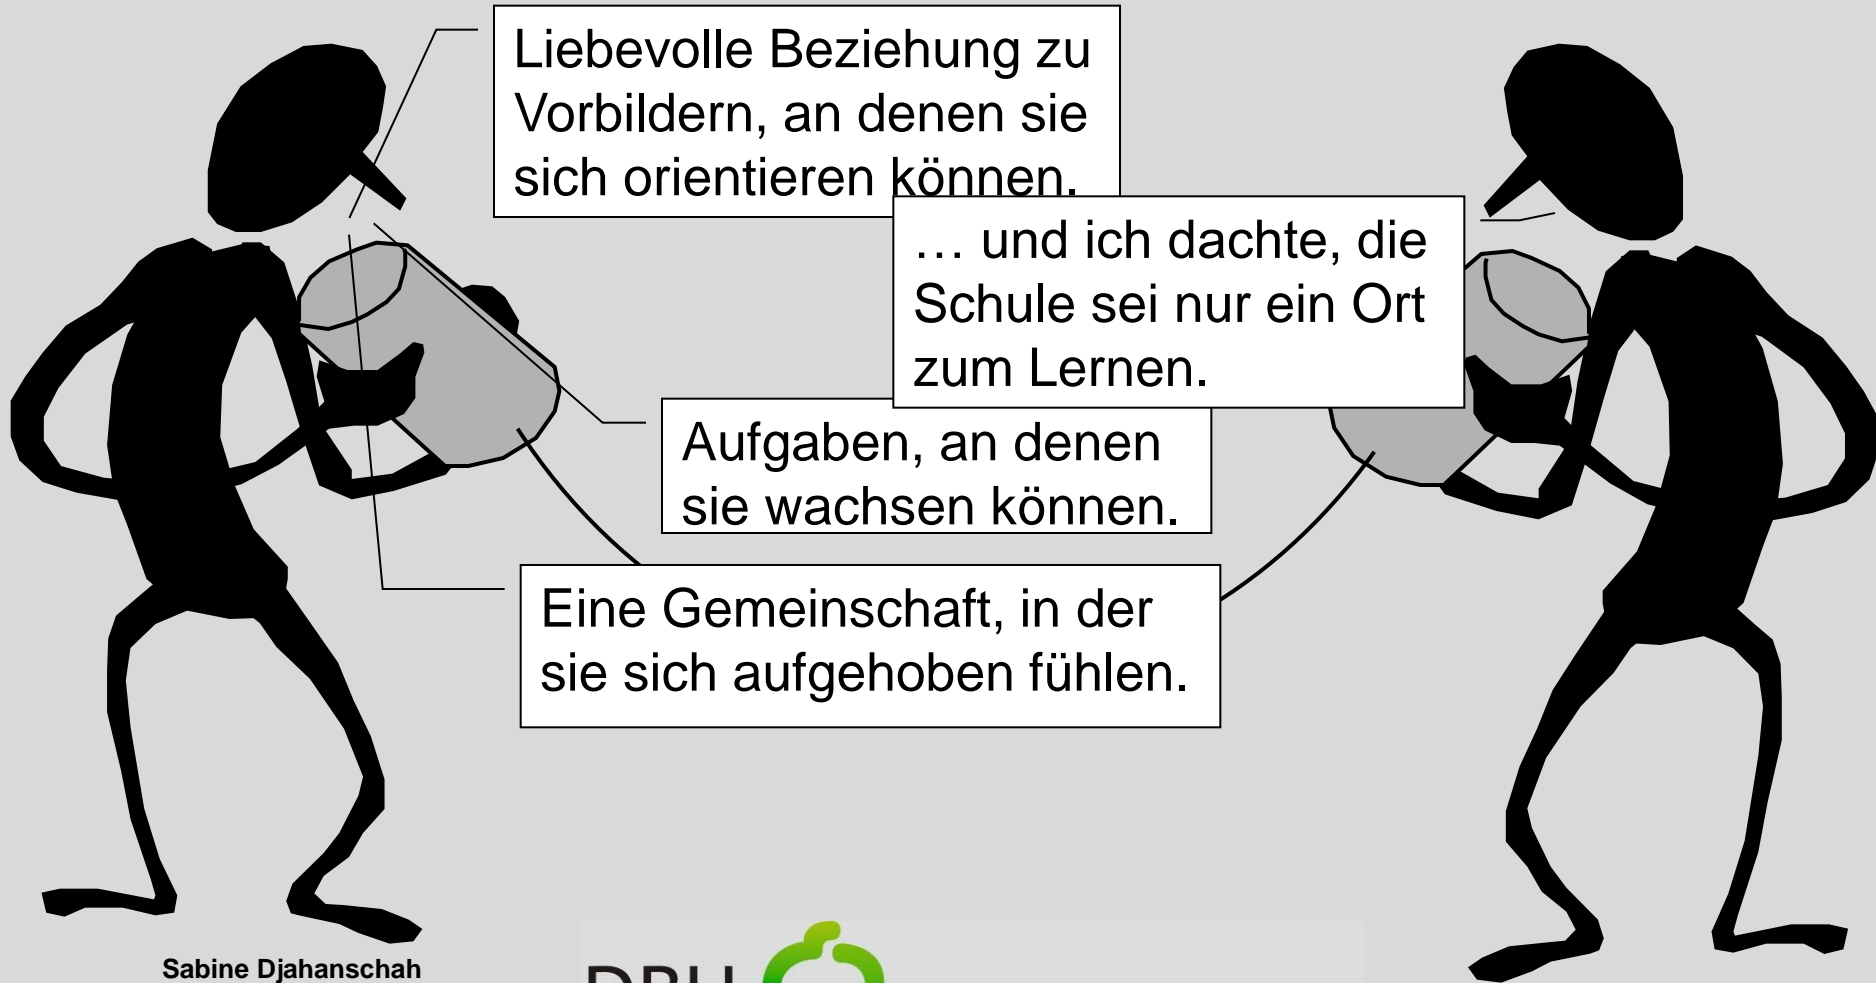 Liebevolle Beziehung zu
Vorbildern, an denen sie
sich orientieren können.
… und ich dachte, die
Schule sei nur ein Ort
zum Lernen.
Aufgaben, an denen
sie wachsen können.
Eine Gemeinschaft, in der
sie sich aufgehoben fühlen.
Sabine Djahanschah
DBU